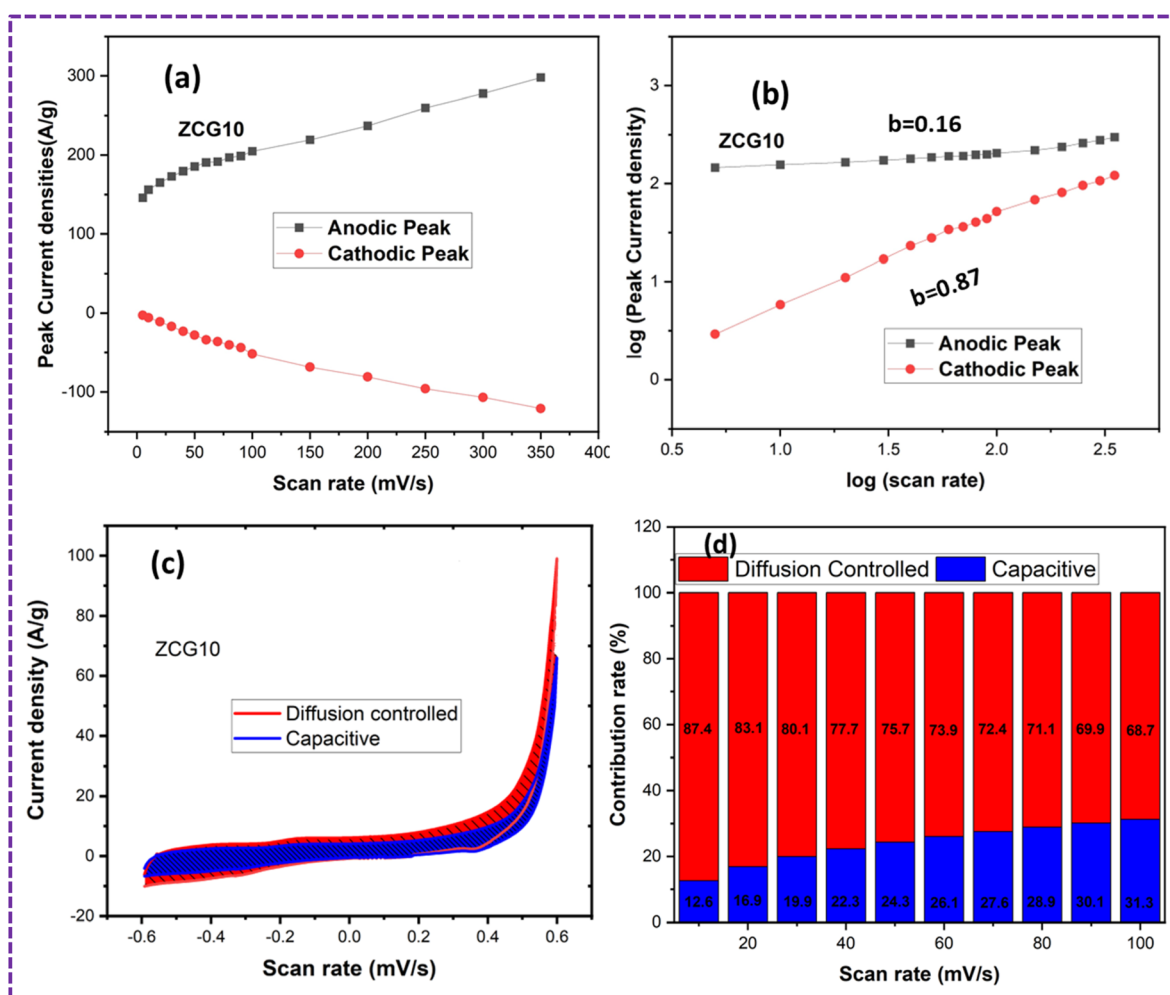 (a)
ZCG10
300
200
100
0
-100
Peak Current densities(A/g)
Anodic Peak
Cathodic Peak
0 50 100 150 200 250 300 350 400
Scan rate (mV/s)
(b)
ZCG10
b=0.16
b=0.87
3
2
1
0
log (Peak Current density)
Anodic Peak
Cathodic Peak
0.5 1.0 1.5 2.0 2.5
log (scan rate)
(c)
ZCG10
100
80
60
40
20
0
-20
Current density (A/g)
Diffusion controlled
Capacitive
-0.6 -0.4 -0.2 0.0 0.2 0.4 0.6
Scan rate (mV/s)
(d)
Diffusion Controlled Capacitive
120
100
80
60
40
20
0
Contribution rate (%)
87.4 83.1 80.1 77.7 75.7 73.9 72.4 71.1 69.9 68.7
12.6 16.9 19.9 22.3 24.3 26.1 27.6 28.9 30.1 31.3
20 40 60 80 100
Scan rate (mV/s)